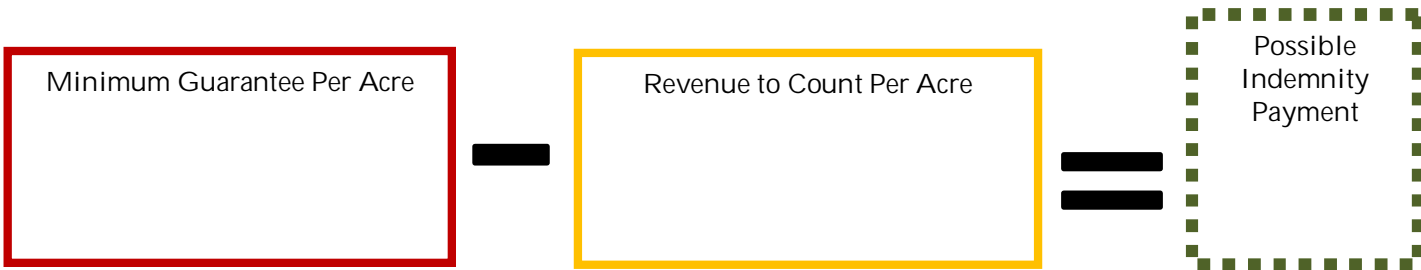 Minimum Guarantee Per Acre
Revenue to Count Per Acre
Possible
Indemnity
Payment